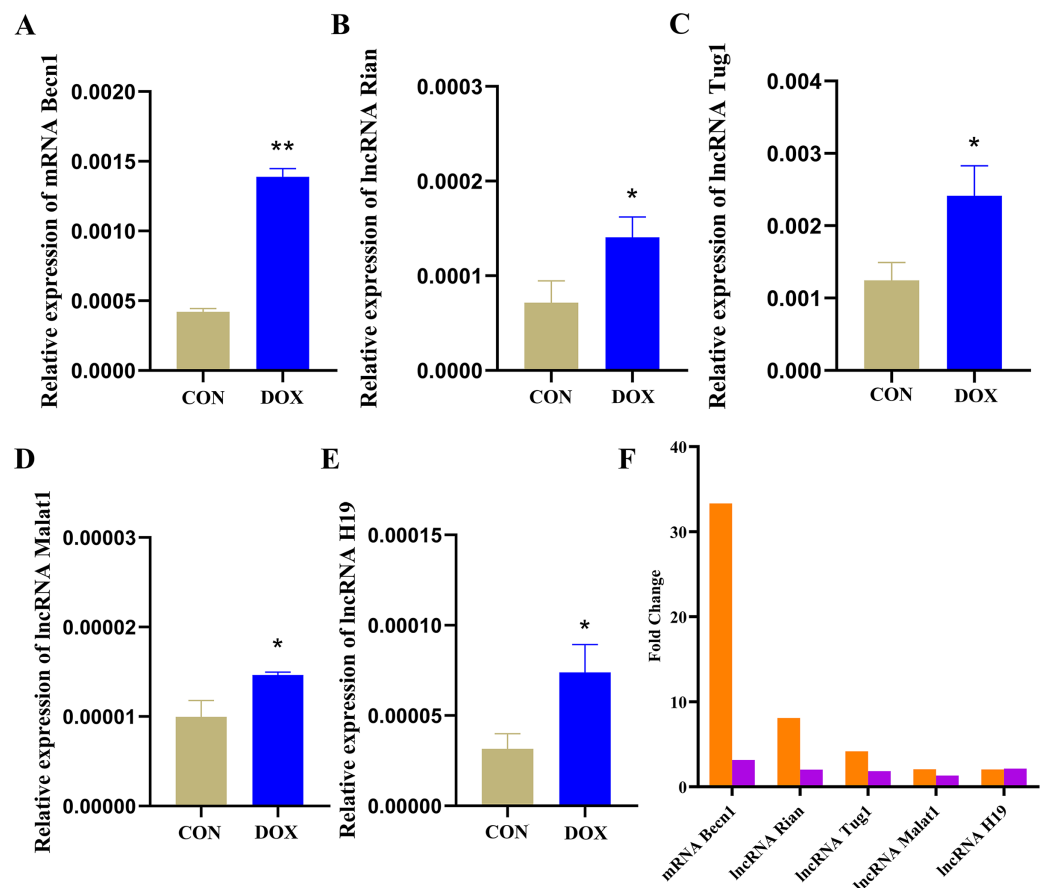 A
Relative expression of mRNA Becn1
0.0020
0.0015
0.0010
0.0005
0.0000
**
CON
DOX
B
Relative expression of lncRNA Rian
0.0003
0.0002
0.0001
0.0000
*
CON
DOX
C
Relative expression of lncRNA Tug1
0.004
0.003
0.002
0.001
0.000
*
CON
DOX
D
Relative expression of lncRNA Malat1
0.00003
0.00002
0.00001
0.00000
*
CON
DOX
E
Relative expression of lncRNA H19
0.00015
0.00010
0.00005
0.00000
*
CON
DOX
F
Fold Change
40
30
20
10
0
mRNA Becn1
lncRNA Rian
lncRNA Tug1
lncRNA Malat1
lncRNA H19